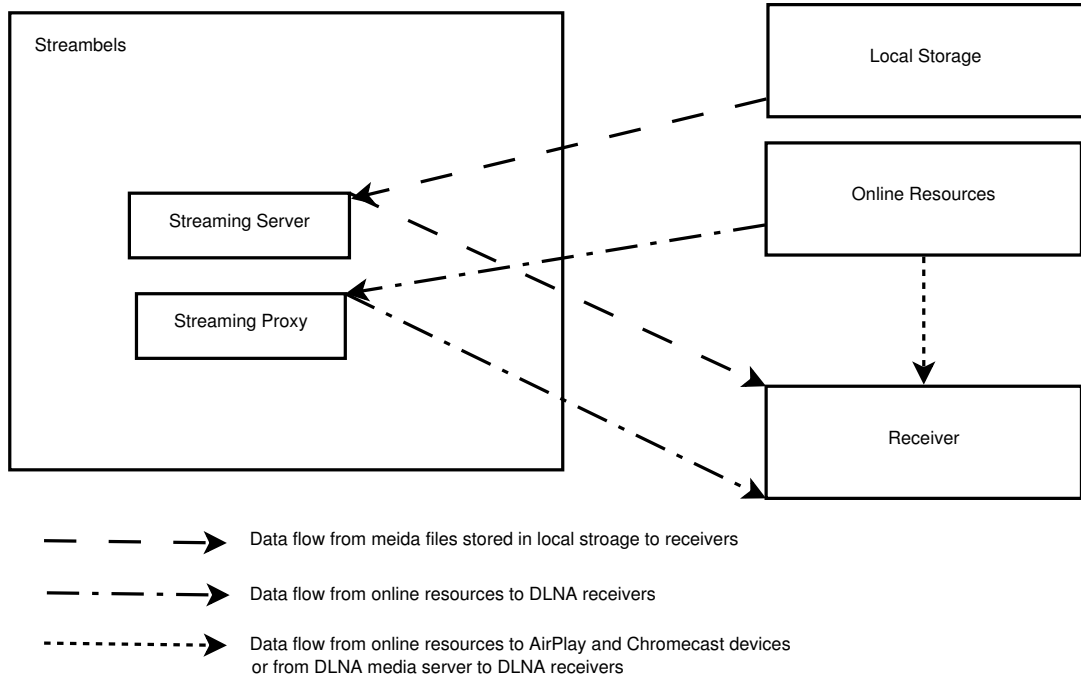 Streambels
Local Storage
Online Resources
Streaming Server
Streaming Proxy
Receiver
Data flow from meida files stored in local stroage to receivers
Data flow from online resources to DLNA receivers
Data flow from online resources to AirPlay and Chromecast devices
or from DLNA media server to DLNA receivers